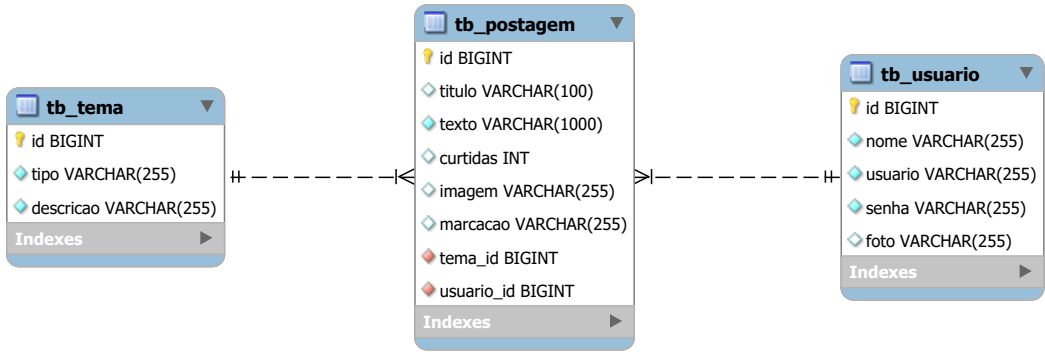 tb_tema
id BIGINT
tipo VARCHAR(255)
descricao VARCHAR(255)
Indexes
tb_postagem
id BIGINT
titulo VARCHAR(100)
texto VARCHAR(1000)
curtidas INT
imagem VARCHAR(255)
marcacao VARCHAR(255)
tema_id BIGINT
usuario_id BIGINT
Indexes
tb_usuario
id BIGINT
nome VARCHAR(255)
usuario VARCHAR(255)
senha VARCHAR(255)
foto VARCHAR(255)
Indexes